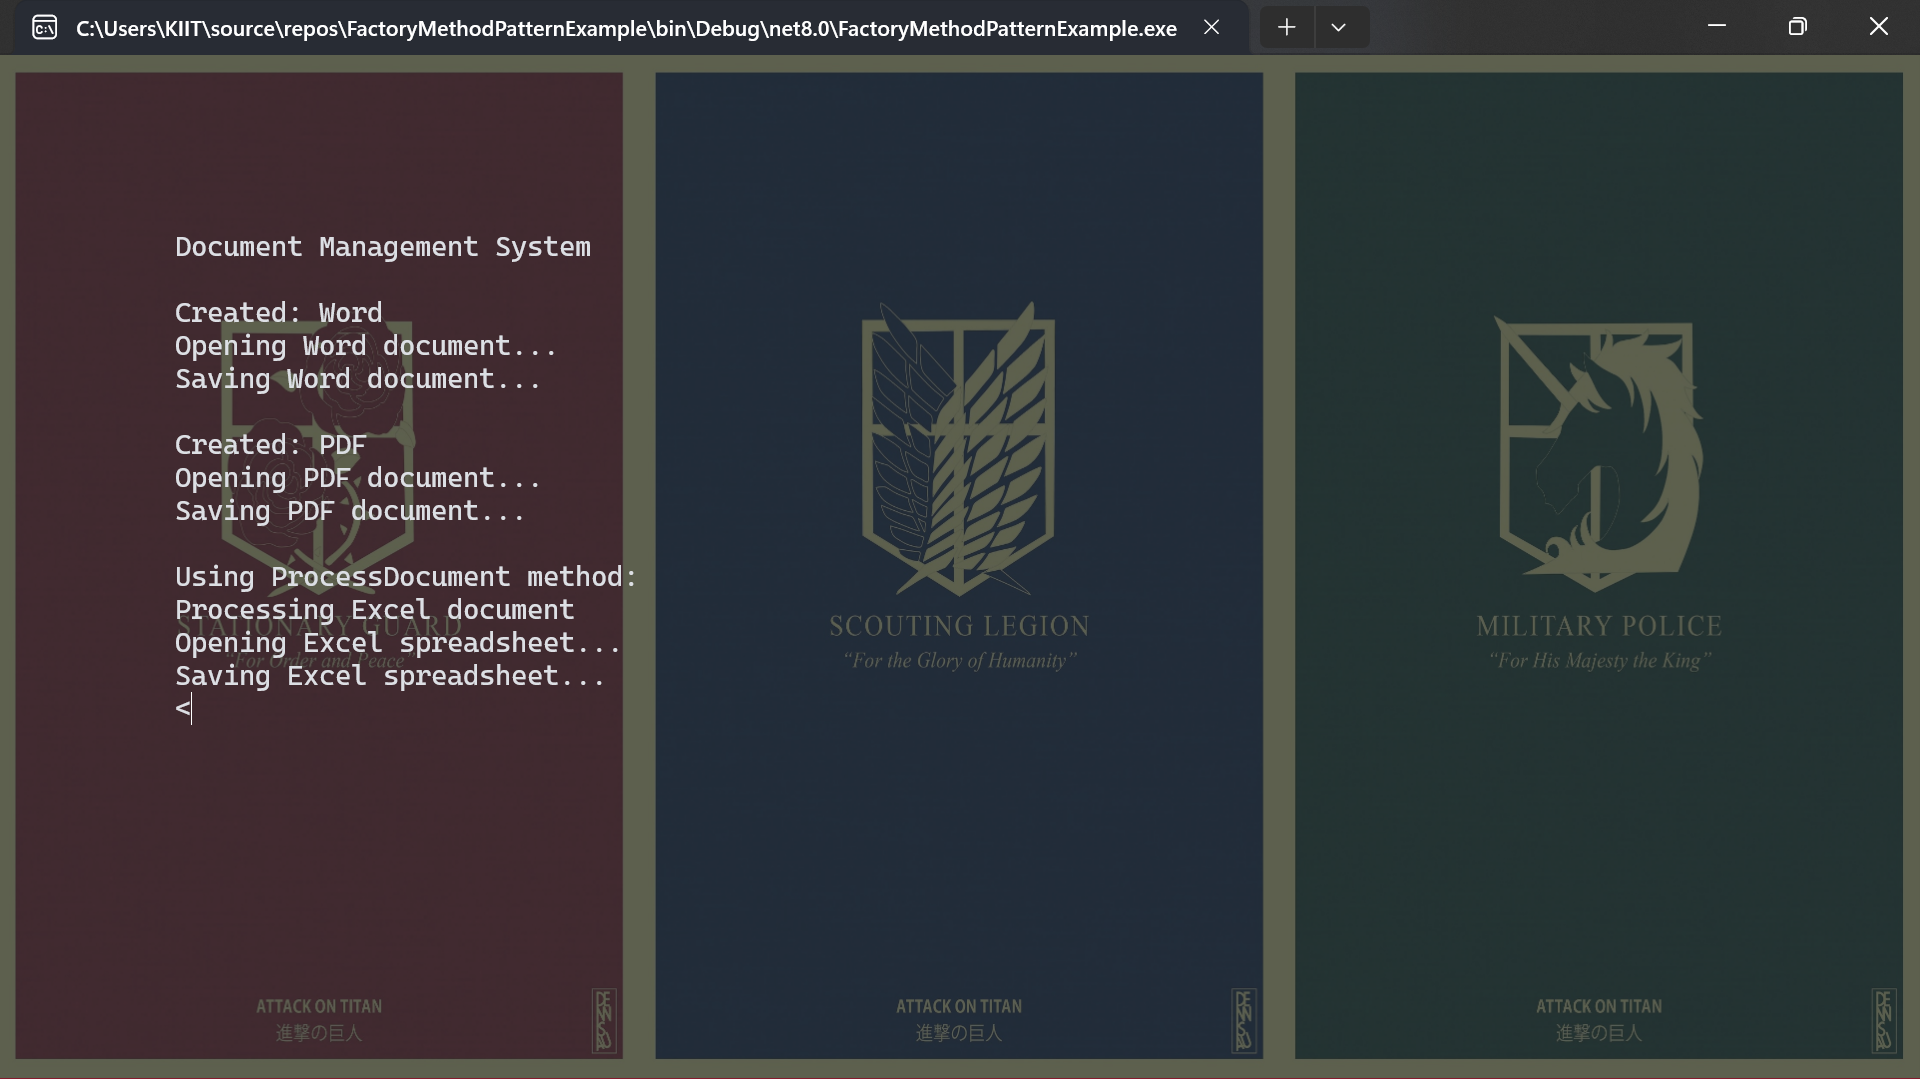 C:\Users\KIIT\source\repos\FactoryMethodPatternExample\bin\Debug\net8.0\FactoryMethodPatternExample.exe
Document Management System
Created: Word
Opening Word document...
Saving Word document...
Created: PDF
Opening PDF document...
Saving PDF document...
Using ProcessDocument method:
Processing Excel document
Opening Excel spreadsheet...
Saving Excel spreadsheet...
<
STATIONARY GUARD
“For Order and Peace”
ATTACK ON TITAN
進撃の巨人
SCOUTING LEGION
“For the Glory of Humanity”
ATTACK ON TITAN
進撃の巨人
MILITARY POLICE
“For His Majesty the King”
ATTACK ON TITAN
進撃の巨人